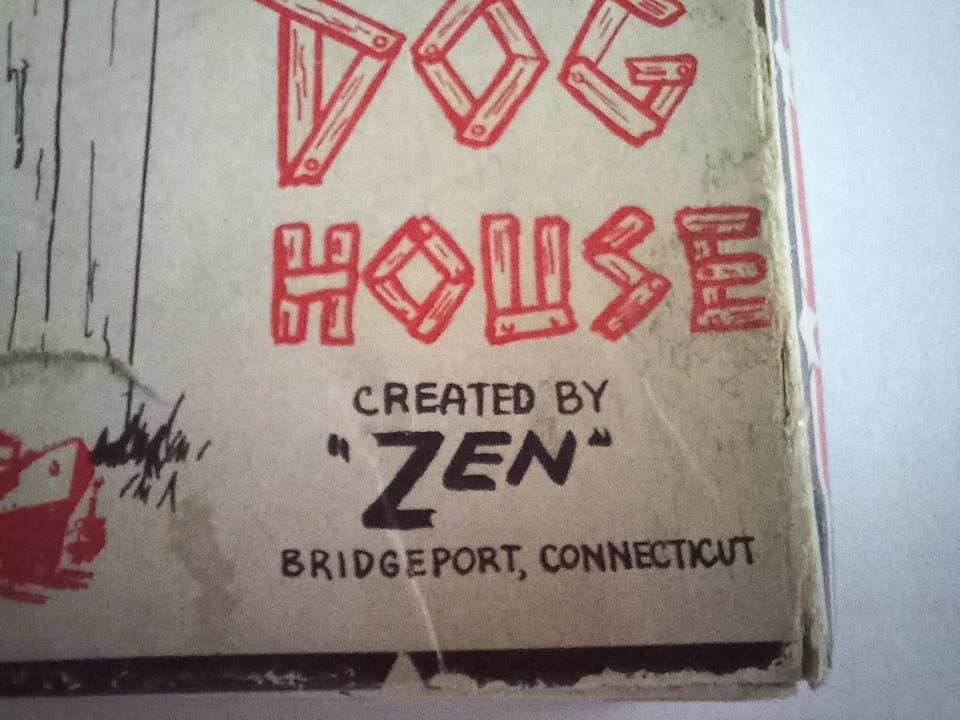 DOG
HOUSE
CREATED BY
"ZEN"
BRIDGEPORT, CONNECTICUT